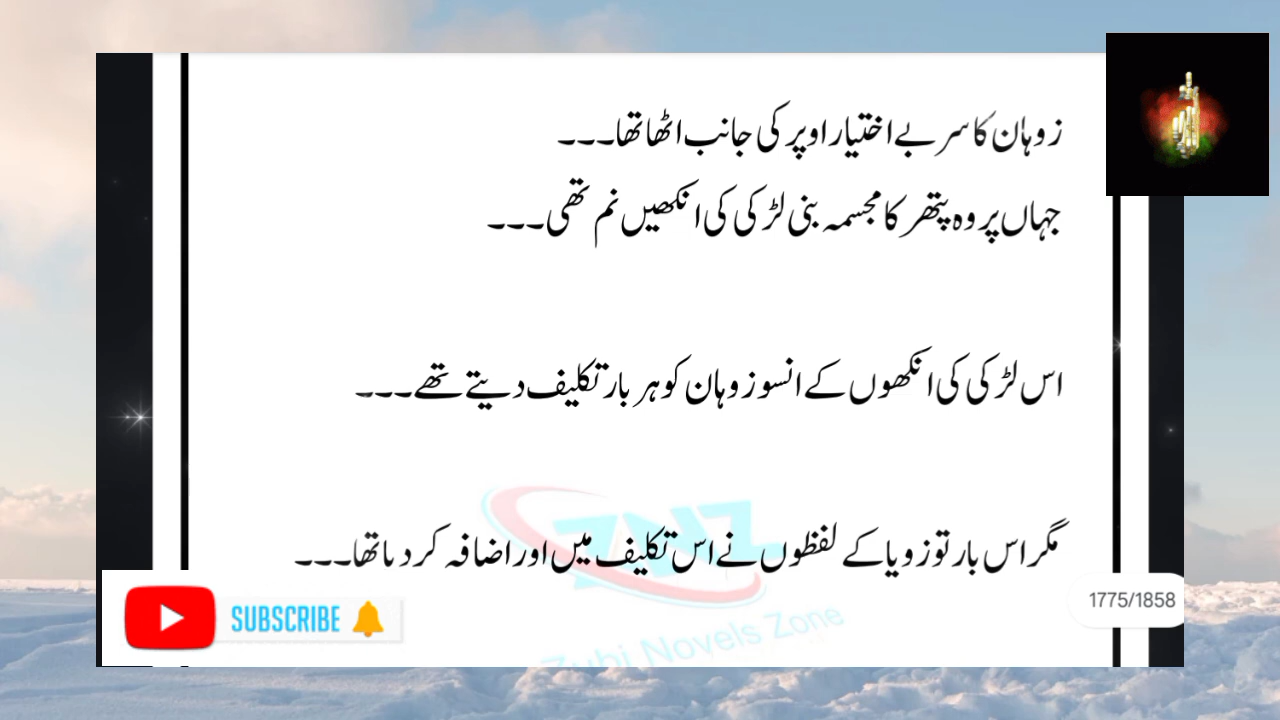 زوہان کا سر بے اختیار اوپر کی جانب اٹھا تھا۔۔۔
جہاں پر وہ پتھر کا مجسمہ بنی لڑکی کی انکھیں نم تھی۔۔۔
اس لڑکی کی انکھوں کے انسو زوہان کو ہر بار تکلیف دیتے تھے۔۔۔
مگر اس بار تو زویا کے لفظوں نے اس تکلیف میں اور اضافہ کر دیا تھا۔۔۔
ZNZ
Zubi Novels Zone
SUBSCRIBE
1775/1858